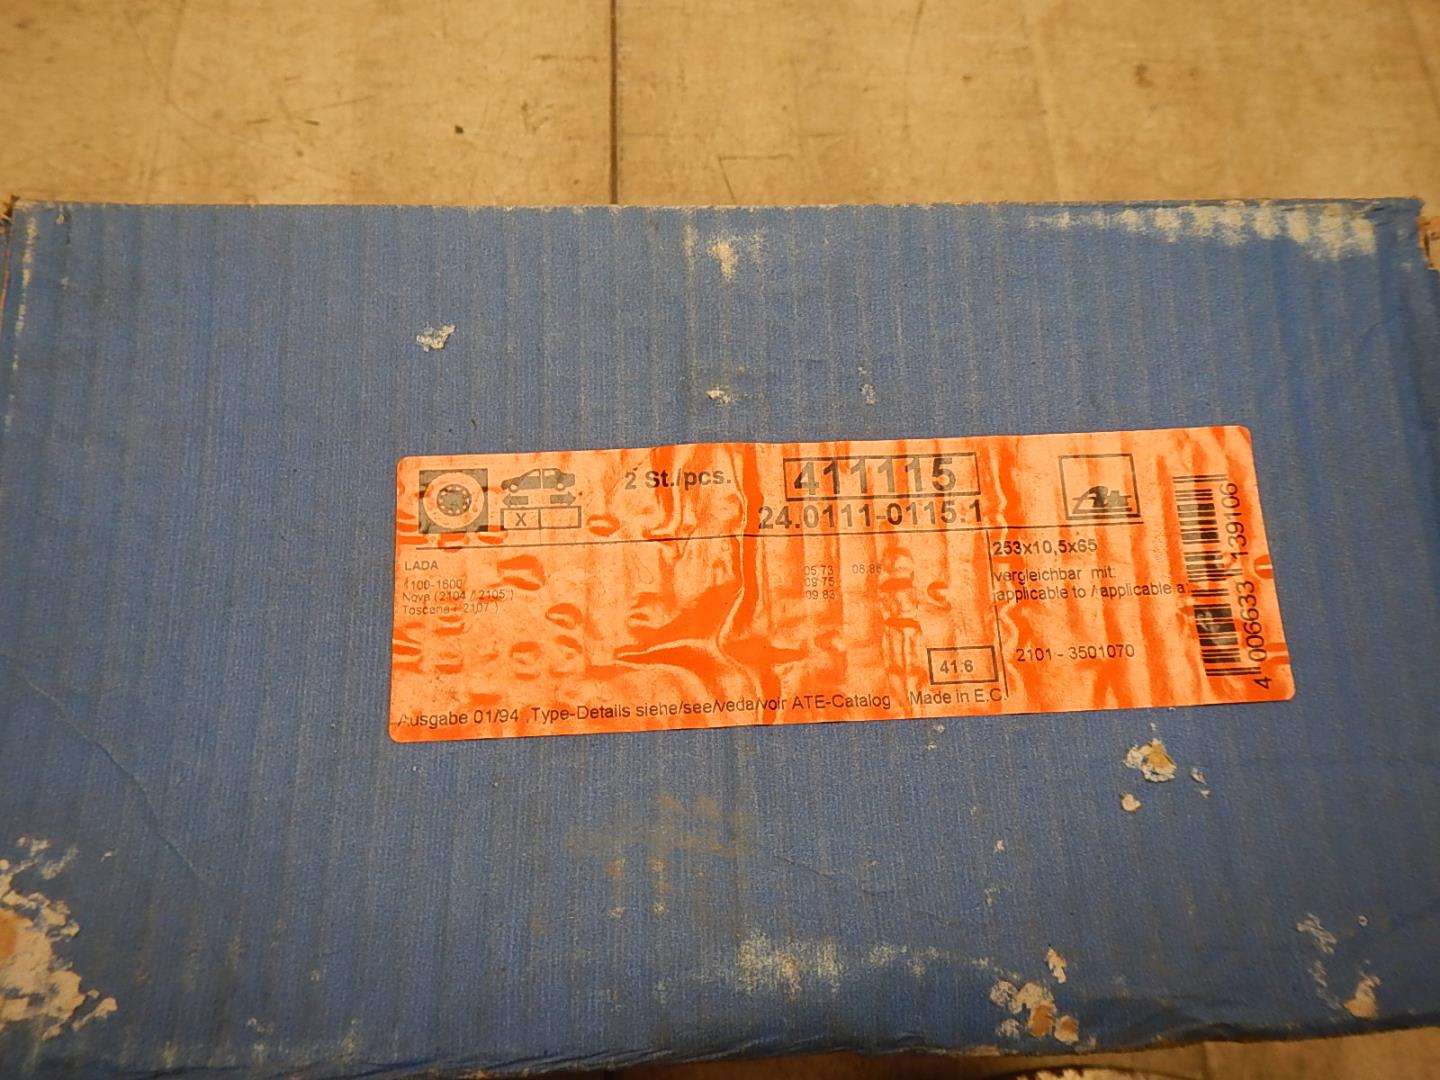 2 St./pcs.
411115
24.0111-0115.1
ATE
X
LADA
1100-1600
Nova (2104 / 2105)
Toscana (2107)
05.73 08.86
09.75
09.83
253x10,5x65
vergleichbar mit:
applicable to / applicable a:
2101 - 3501070
41.6
Ausgabe 01/94 Type-Details siehe/see/veda/voir ATE-Catalog Made in E.C.
4 006633 139106